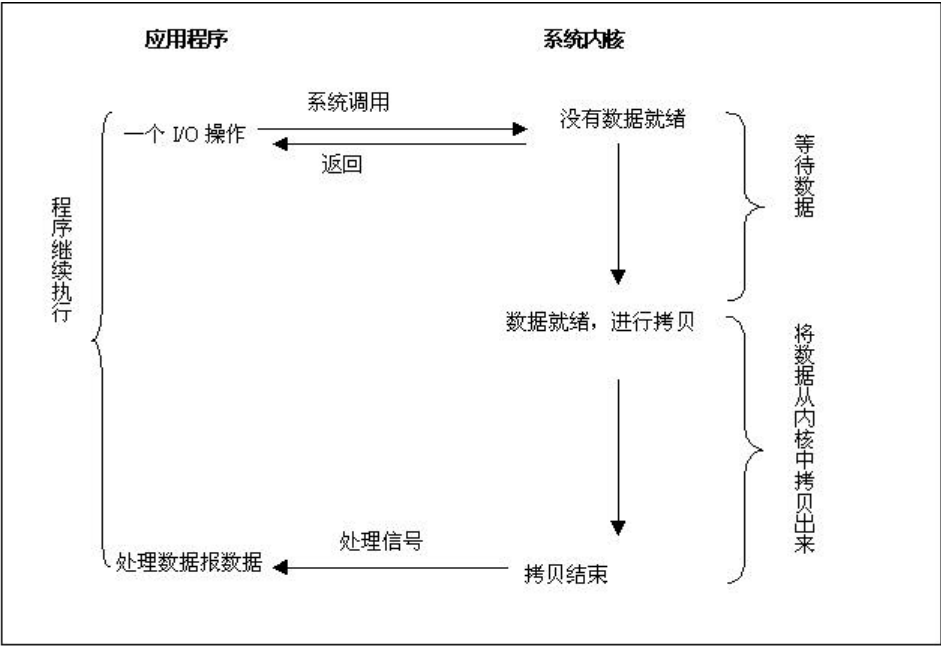 应用程序
系统内核
系统调用
一个 I/O 操作
没有数据就绪
返回
等待数据
程序继续执行
数据就绪，进行拷贝
将数据从内核中拷贝出来
处理信号
处理数据报数据
拷贝结束